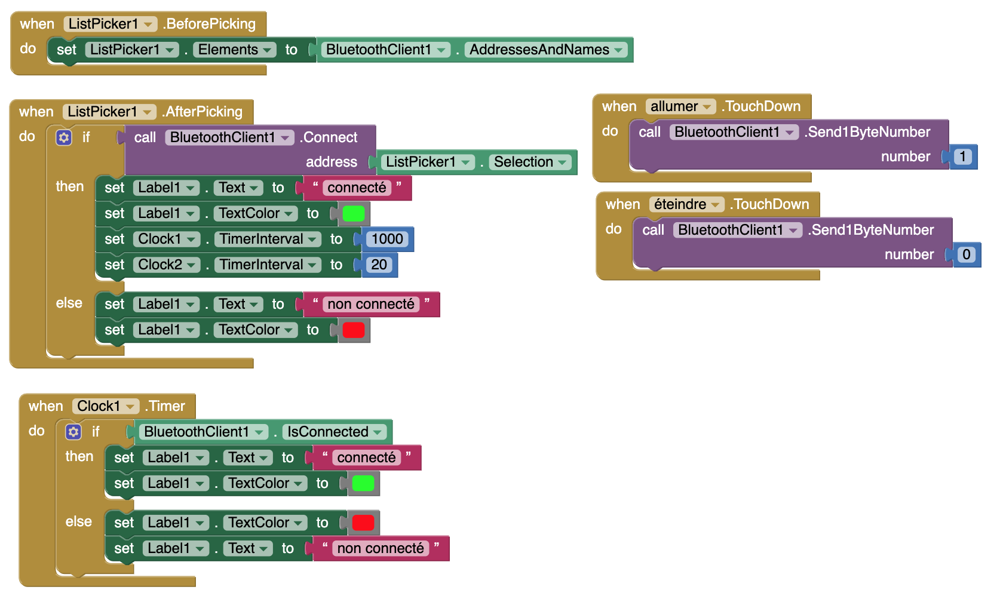 when ListPicker1 .BeforePicking
do set ListPicker1 . Elements to BluetoothClient1 . AddressesAndNames
when ListPicker1 .AfterPicking
do if call BluetoothClient1 .Connect
address ListPicker1 . Selection
then set Label1 . Text to “ connecté ”
set Label1 . TextColor to
set Clock1 . TimerInterval to 1000
set Clock2 . TimerInterval to 20
else set Label1 . Text to “ non connecté ”
set Label1 . TextColor to
when allumer .TouchDown
do call BluetoothClient1 .Send1ByteNumber
number 1
when éteindre .TouchDown
do call BluetoothClient1 .Send1ByteNumber
number 0
when Clock1 .Timer
do if BluetoothClient1 . IsConnected
then set Label1 . Text to “ connecté ”
set Label1 . TextColor to
else set Label1 . TextColor to
set Label1 . Text to “ non connecté ”